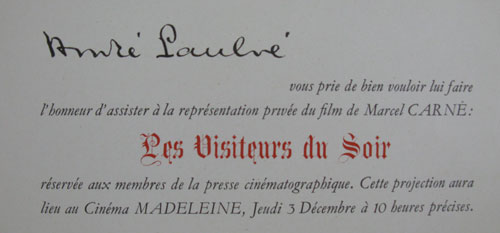 André Paulvé
vous prie de bien vouloir lui faire
l'honneur d'assister à la représentation privée du film de Marcel CARNÉ :
Les Visiteurs du Soir
réservée aux membres de la presse cinématographique. Cette projection aura
lieu au Cinéma MADELEINE, Jeudi 3 Décembre à 10 heures précises.